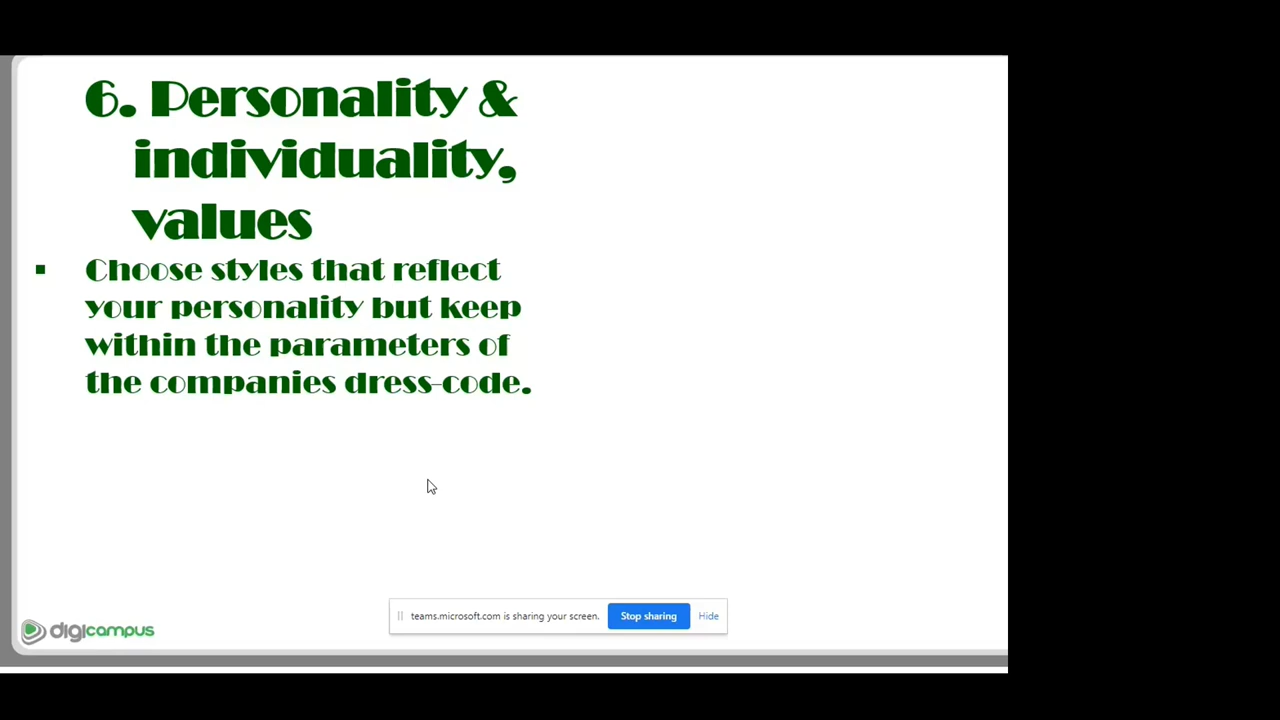 6. Personality &
individuality,
values
▪ Choose styles that reflect
your personality but keep
within the parameters of
the companies dress-code.
teams.microsoft.com is sharing your screen. Stop sharing Hide
digicampus